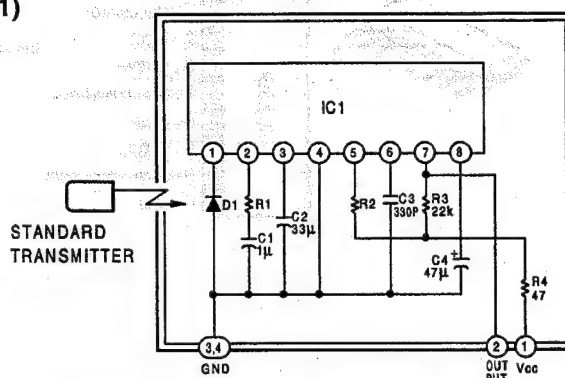 1)
IC1
1 2 3 4 5 6 7 8
D1
R1
C1
1μ
C2
33μ
R2
C3
330P
R3
22k
C4
+
47μ
R4
47
STANDARD
TRANSMITTER
3,4
GND
2
OUT
PUT
1
Vcc